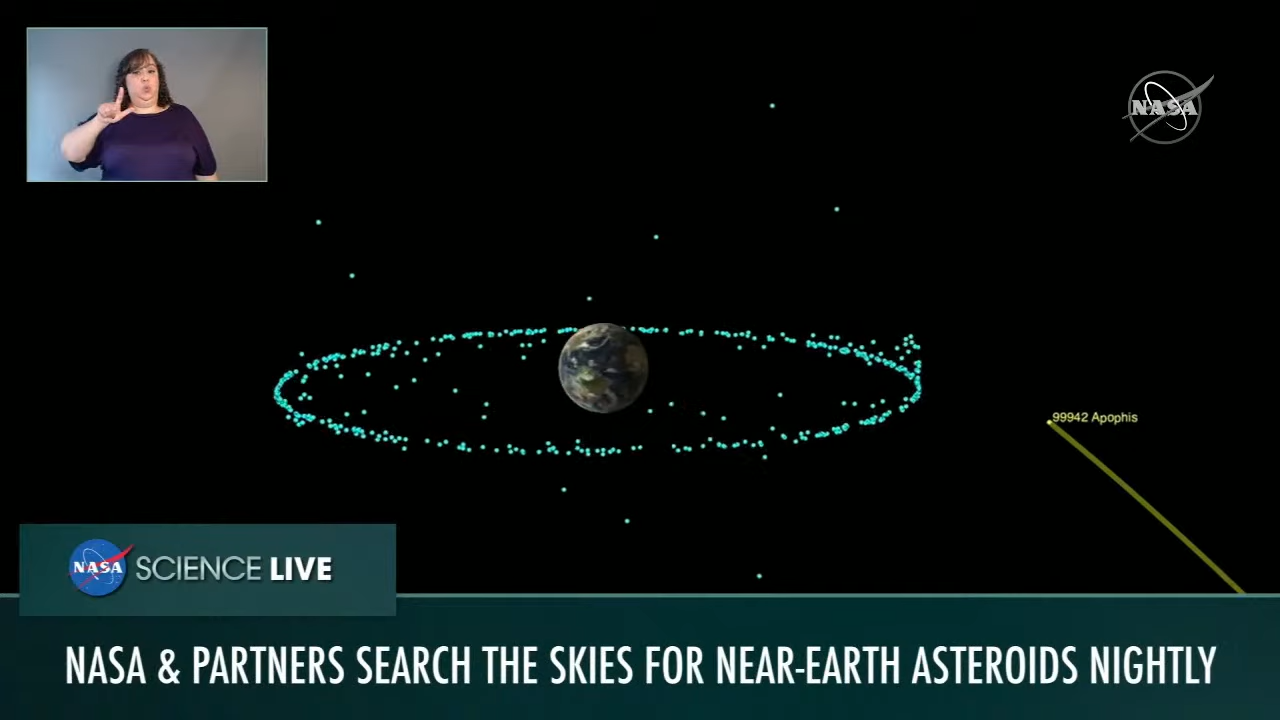 NASA
99942 Apophis
NASA SCIENCE LIVE
NASA & PARTNERS SEARCH THE SKIES FOR NEAR-EARTH ASTEROIDS NIGHTLY